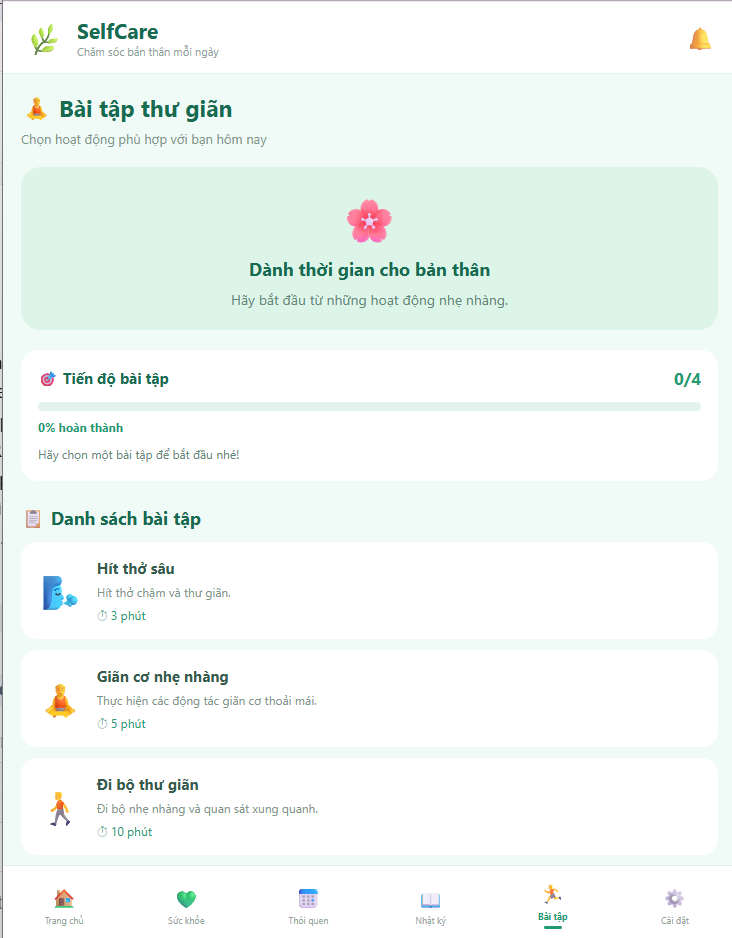 SelfCare
Chăm sóc bản thân mỗi ngày
Bài tập thư giãn
Chọn hoạt động phù hợp với bạn hôm nay
Dành thời gian cho bản thân
Hãy bắt đầu từ những hoạt động nhẹ nhàng.
Tiến độ bài tập 0/4
0% hoàn thành
Hãy chọn một bài tập để bắt đầu nhé!
Danh sách bài tập
Hít thở sâu
Hít thở chậm và thư giãn.
3 phút
Giãn cơ nhẹ nhàng
Thực hiện các động tác giãn cơ thoải mái.
5 phút
Đi bộ thư giãn
Đi bộ nhẹ nhàng và quan sát xung quanh.
10 phút
Trang chủ Sức khỏe Thói quen Nhật ký Bài tập Cài đặt